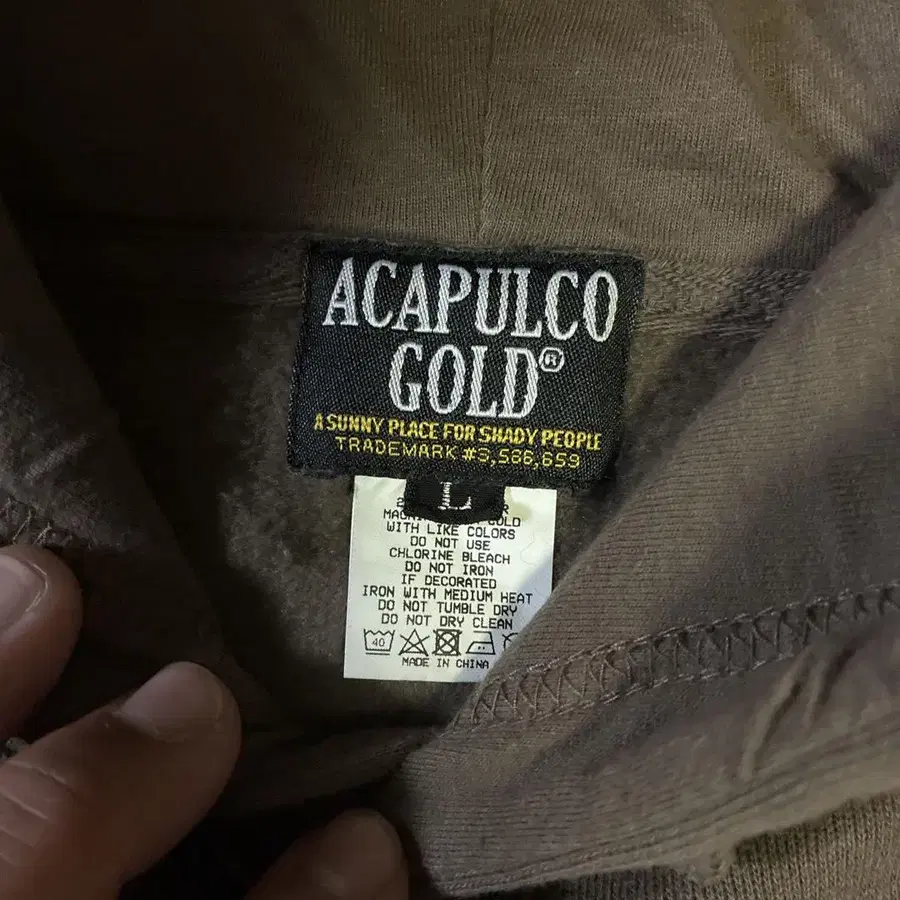 ACAPULCO
GOLD®
A SUNNY PLACE FOR SHADY PEOPLE
TRADEMARK #3,586,659
L
WITH LIKE COLORS
DO NOT USE
CHLORINE BLEACH
DO NOT IRON
IF DECORATED
IRON WITH MEDIUM HEAT
DO NOT TUMBLE DRY
DO NOT DRY CLEAN
40
MADE IN CHINA